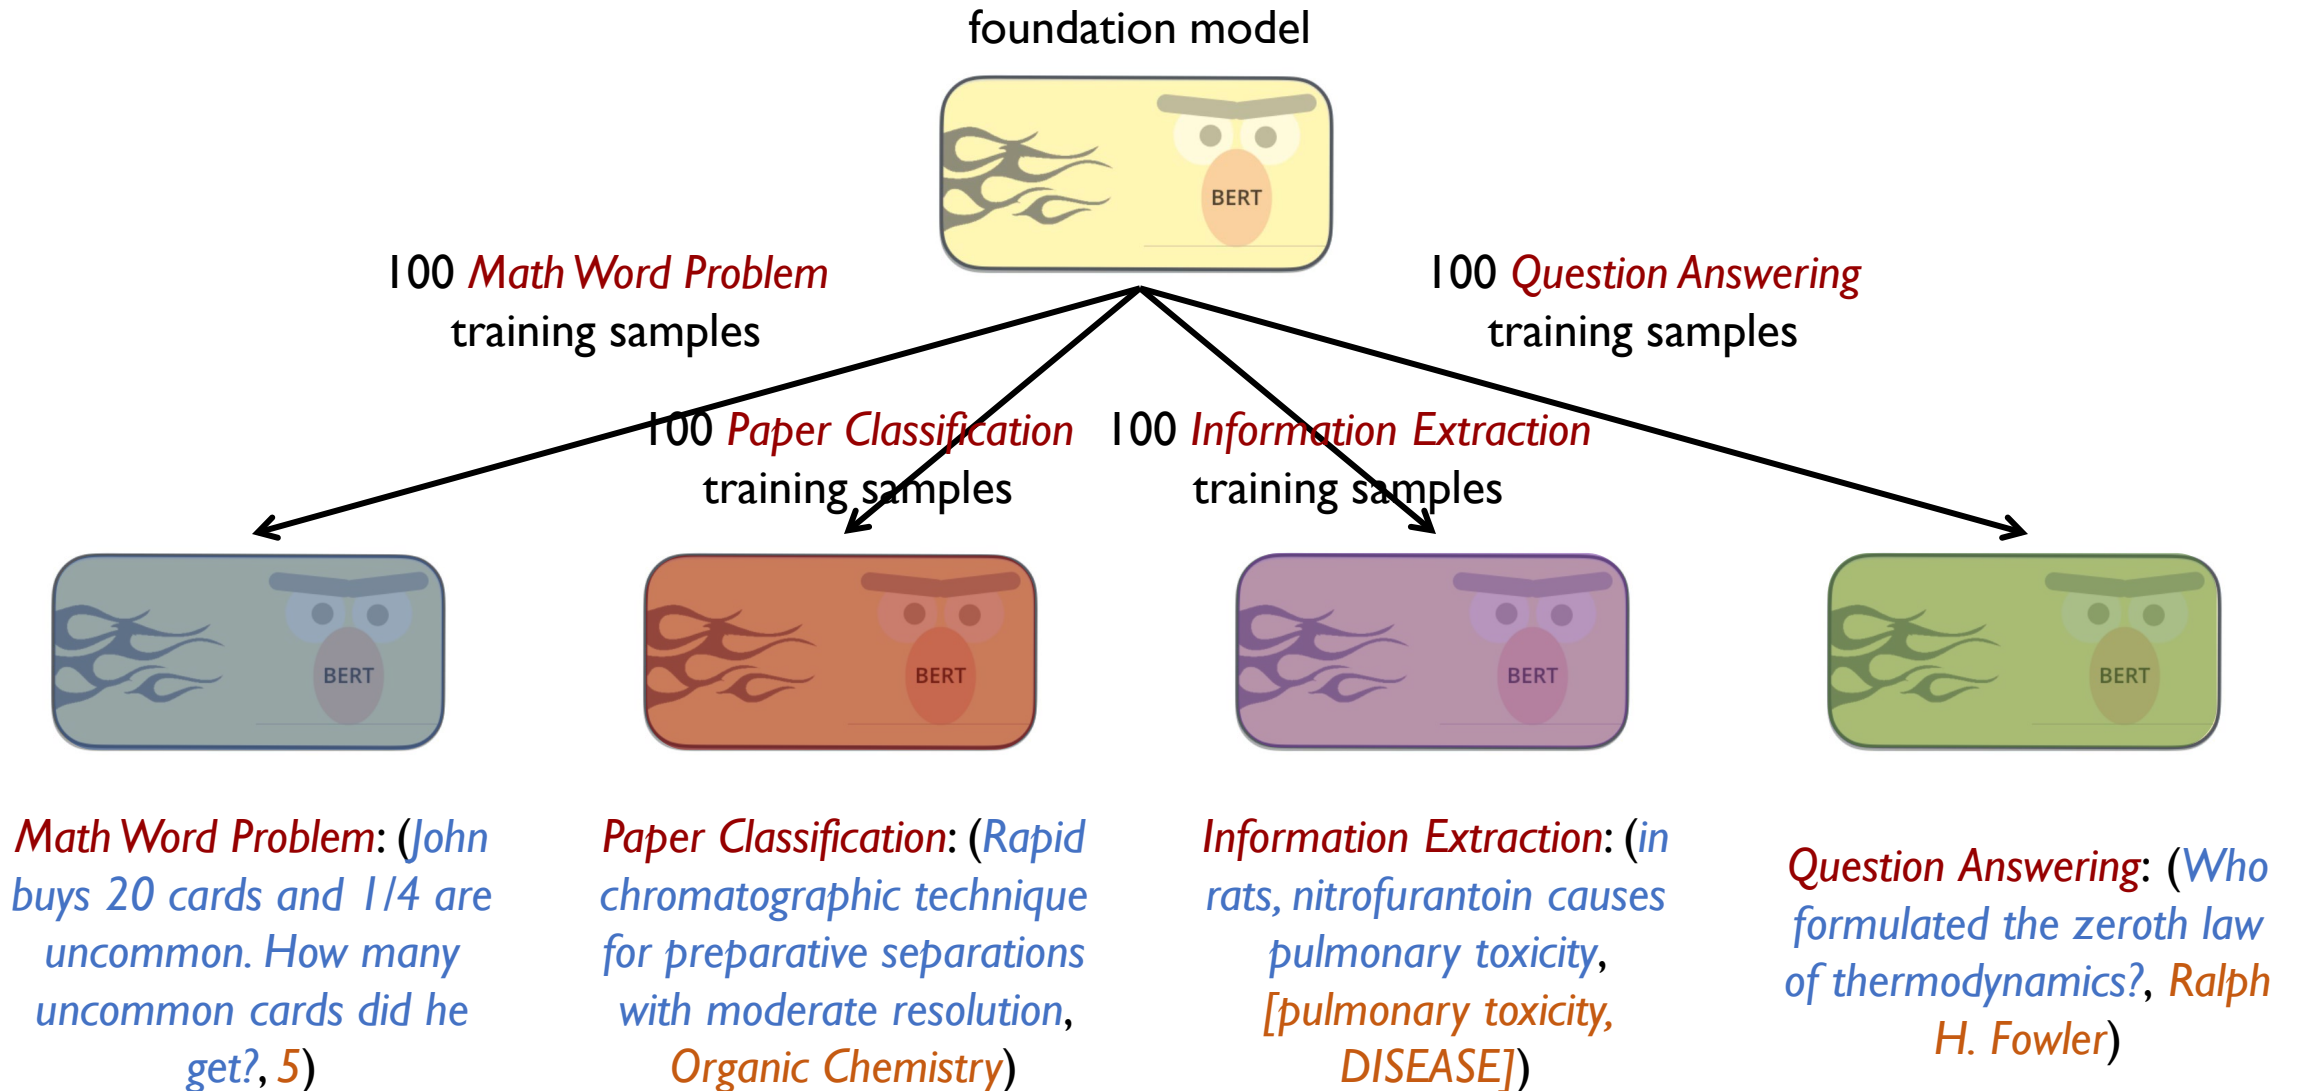 foundation model
BERT
100 Math Word Problem
training samples
100 Question Answering
training samples
100 Paper Classification
training samples
100 Information Extraction
training samples
BERT
BERT
BERT
BERT
Math Word Problem: (John
buys 20 cards and 1/4 are
uncommon. How many
uncommon cards did he
get?, 5)
Paper Classification: (Rapid
chromatographic technique
for preparative separations
with moderate resolution,
Organic Chemistry)
Information Extraction: (in
rats, nitrofurantoin causes
pulmonary toxicity,
[pulmonary toxicity,
DISEASE])
Question Answering: (Who
formulated the zeroth law
of thermodynamics?, Ralph
H. Fowler)